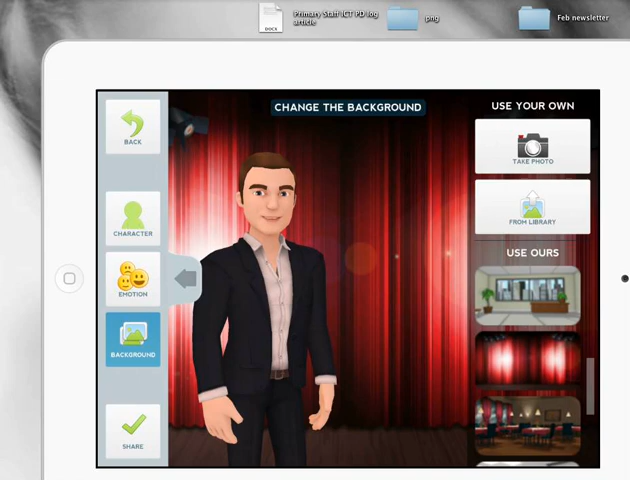 DOCX
Primary Staff ICT PD log
article
png
Feb newsletter
CHANGE THE BACKGROUND
USE YOUR OWN
BACK
TAKE PHOTO
CHARACTER
FROM LIBRARY
USE OURS
EMOTION
BACKGROUND
SHARE